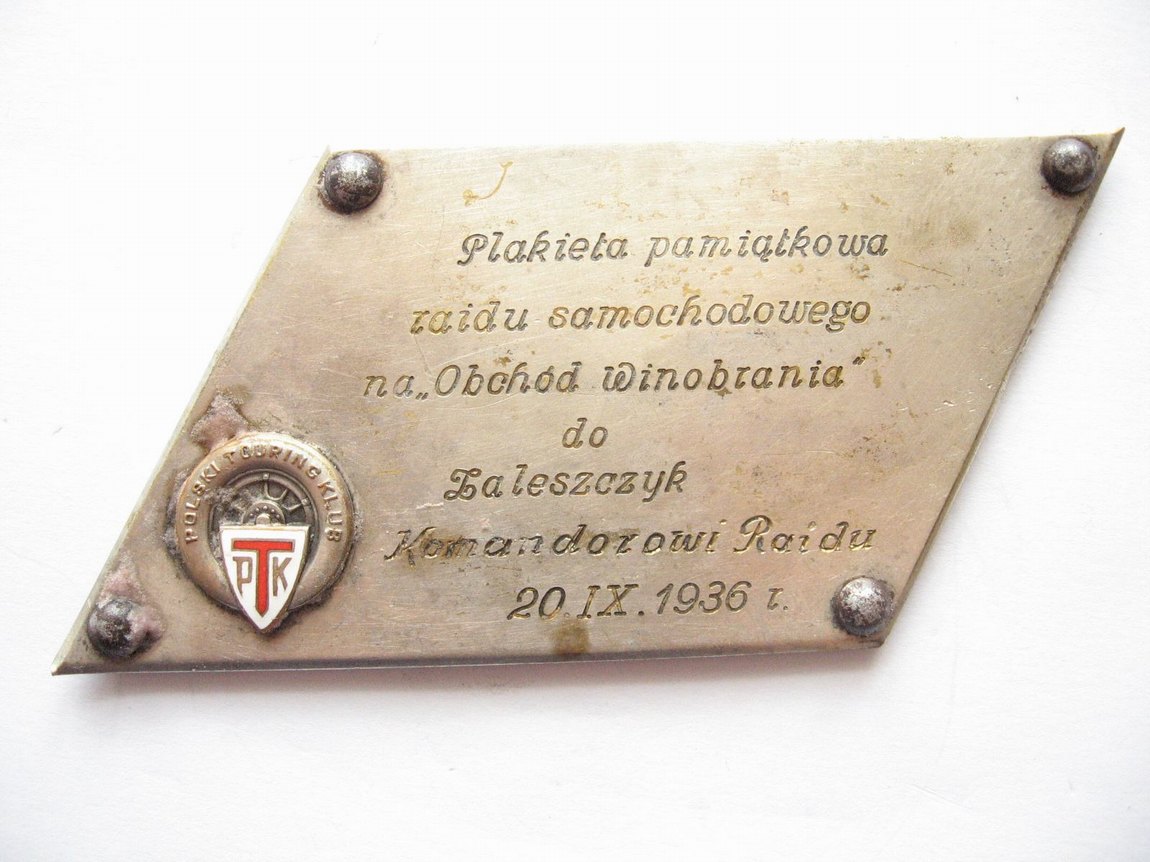 Plakieta pamiątkowa
raidu samochodowego
na „Obchód Winobrania"
do
Zaleszczyk
Komandorowi Raidu
20.IX.1936 r.
POLSKI TOURING KLUB
PTK